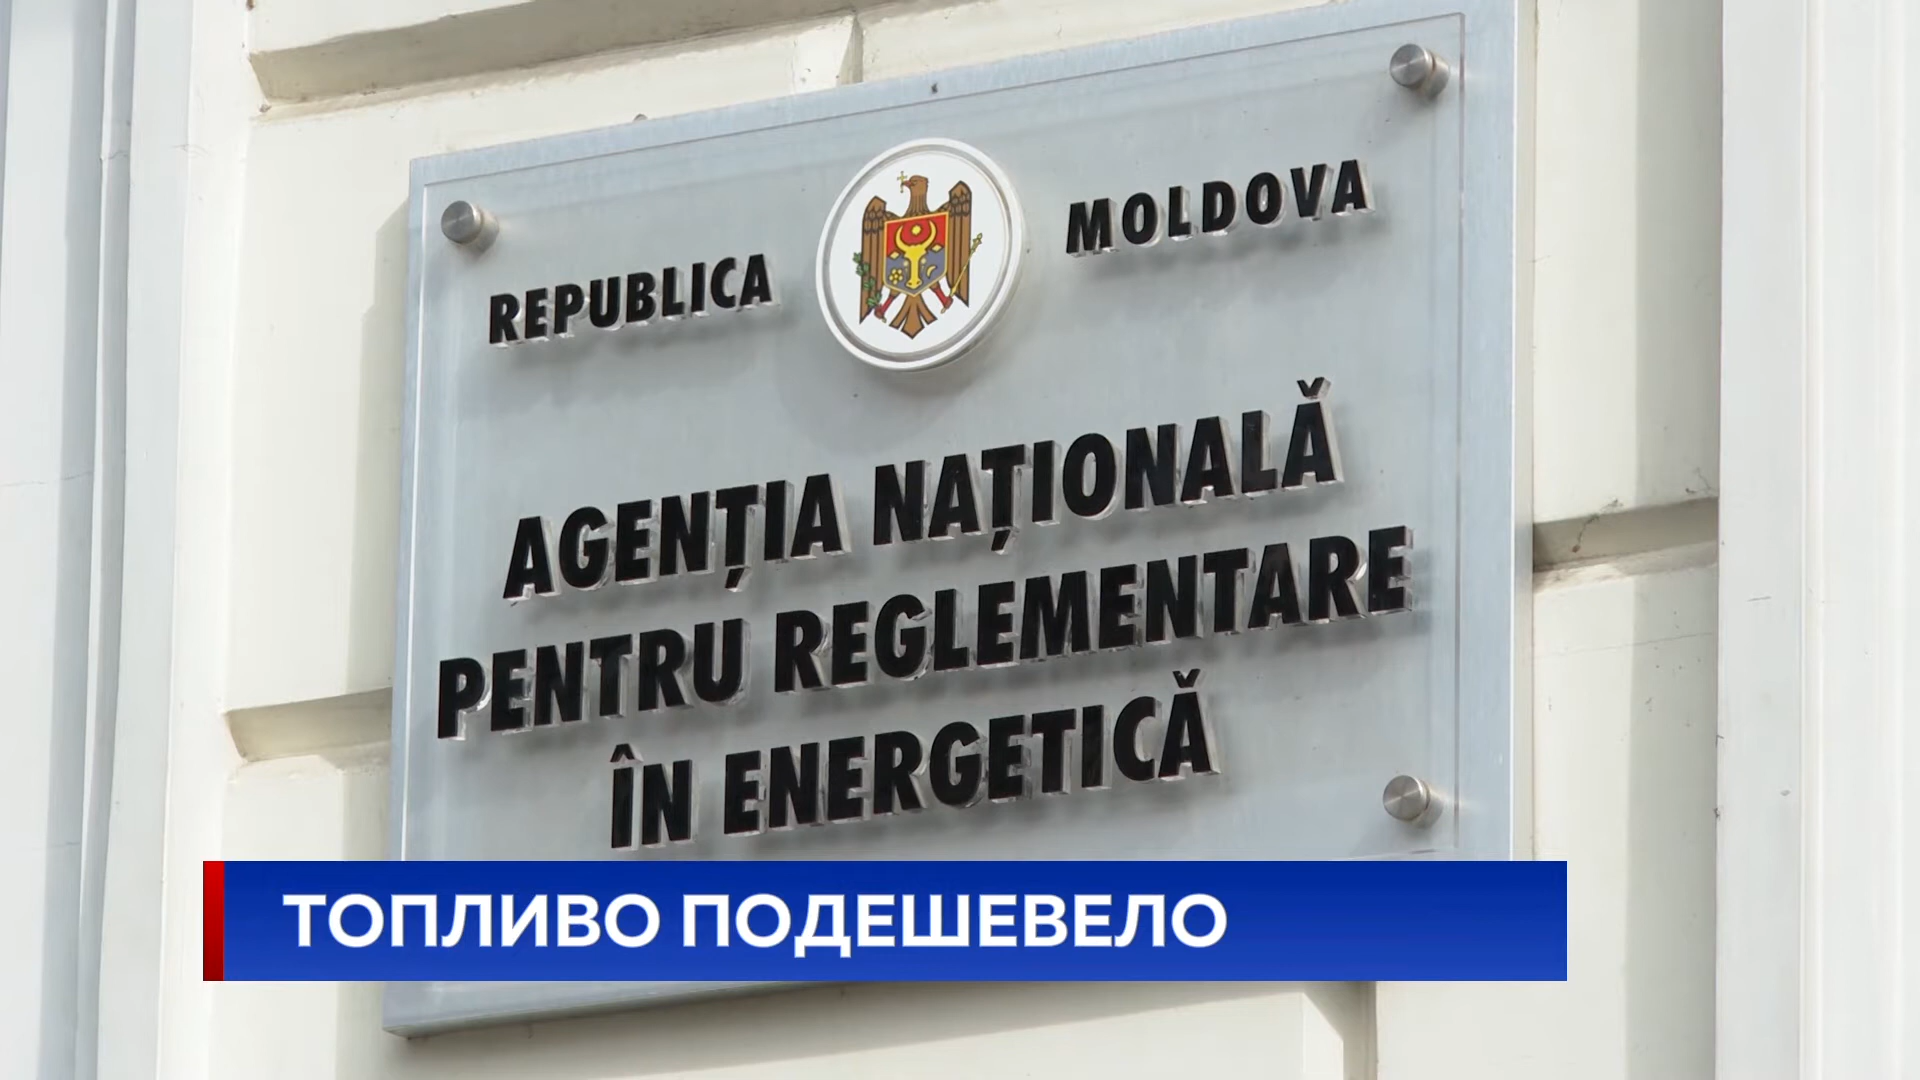 REPUBLICA MOLDOVA
AGENȚIA NAȚIONALĂ
PENTRU REGLEMENTARE
ÎN ENERGETICĂ
ТОПЛИВО ПОДЕШЕВЕЛО